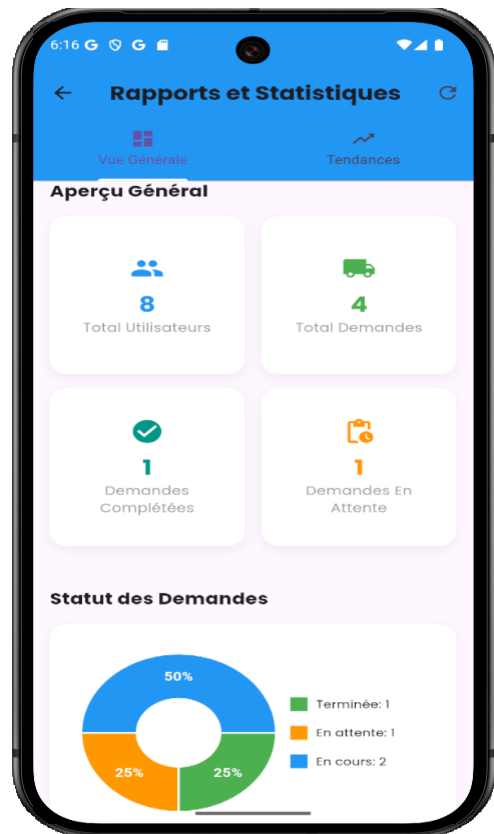 6:16 G G
Rapports et Statistiques
Vue Générale
Tendances
Aperçu Général
8
Total Utilisateurs
4
Total Demandes
1
Demandes
Complétées
1
Demandes En
Attente
Statut des Demandes
50%
25%
25%
Terminée: 1
En attente: 1
En cours: 2